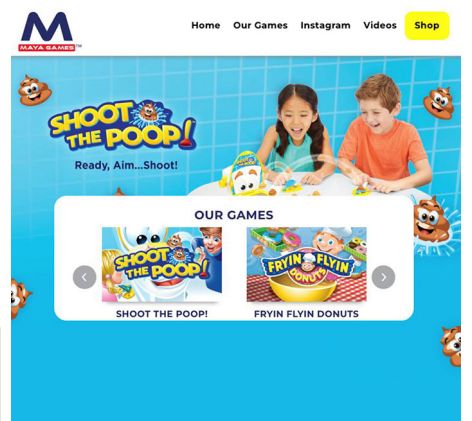 MAYA GAMES™
Home Our Games Instagram Videos Shop
SHOOT
THE POOP!
Ready, Aim...Shoot!
OUR GAMES
SHOOT
THE POOP!
FRYIN FLYIN
DONUTS
SHOOT THE POOP!
FRYIN FLYIN DONUTS